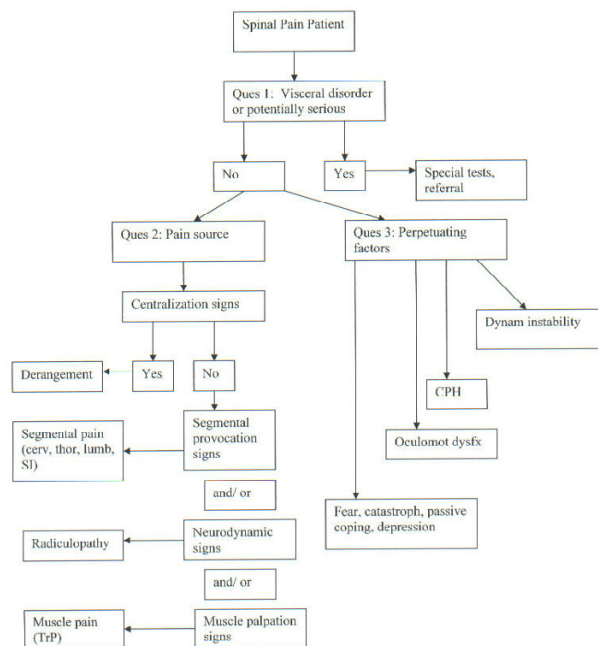 Spinal Pain Patient
Ques 1: Visceral disorder
or potentially serious
No
Yes
Special tests,
referral
Ques 2: Pain source
Ques 3: Perpetuating
factors
Centralization signs
Dynam instability
Derangement
Yes
No
CPH
Segmental pain
(cerv, thor, lumb,
SI)
Segmental
provocation
signs
Oculomot dysfx
and/ or
Fear, catastroph, passive
coping, depression
Radiculopathy
Neurodynamic
signs
and/ or
Muscle pain
(TrP)
Muscle palpation
signs